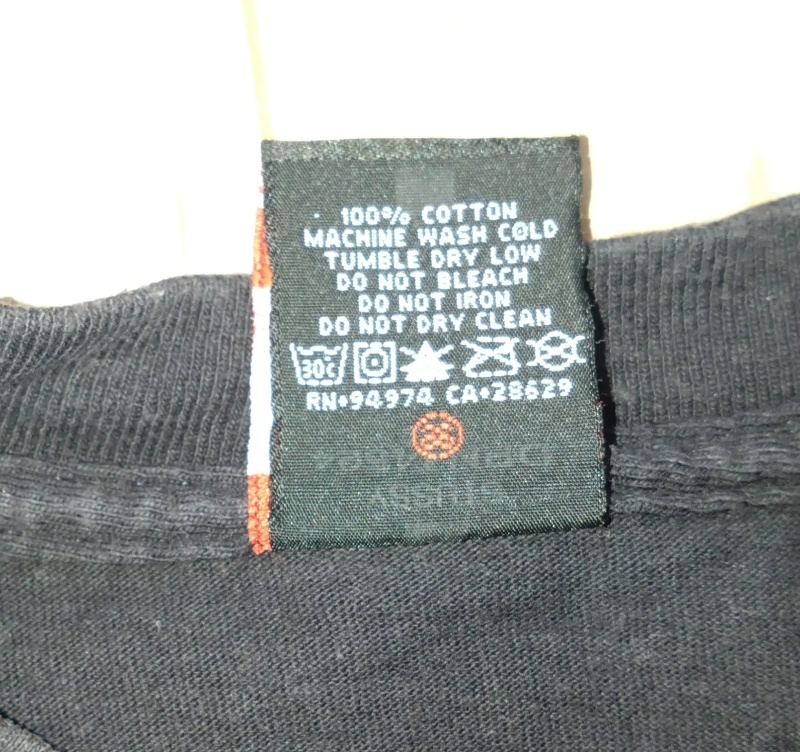 100% COTTON
MACHINE WASH COLD
TUMBLE DRY LOW
DO NOT BLEACH
DO NOT IRON
DO NOT DRY CLEAN
30c
RN•94974 CA•28629